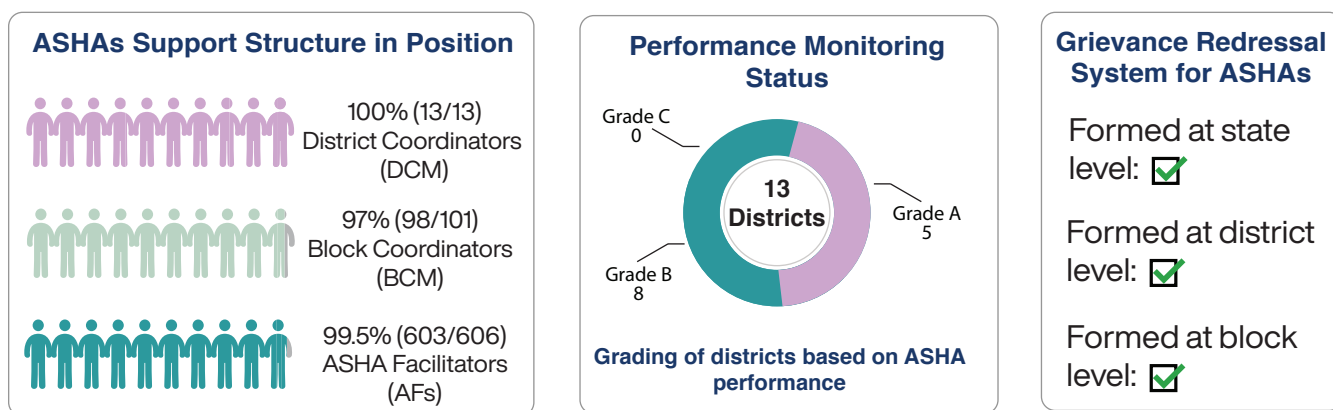 ASHAs Support Structure in Position
100% (13/13)
District Coordinators
(DCM)
97% (98/101)
Block Coordinators
(BCM)
99.5% (603/606)
ASHA Facilitators
(AFs)
Performance Monitoring
Status
Grade C
0
13
Districts
Grade A
5
Grade B
8
Grading of districts based on ASHA
performance
Grievance Redressal
System for ASHAs
Formed at state
level:
Formed at district
level:
Formed at block
level: